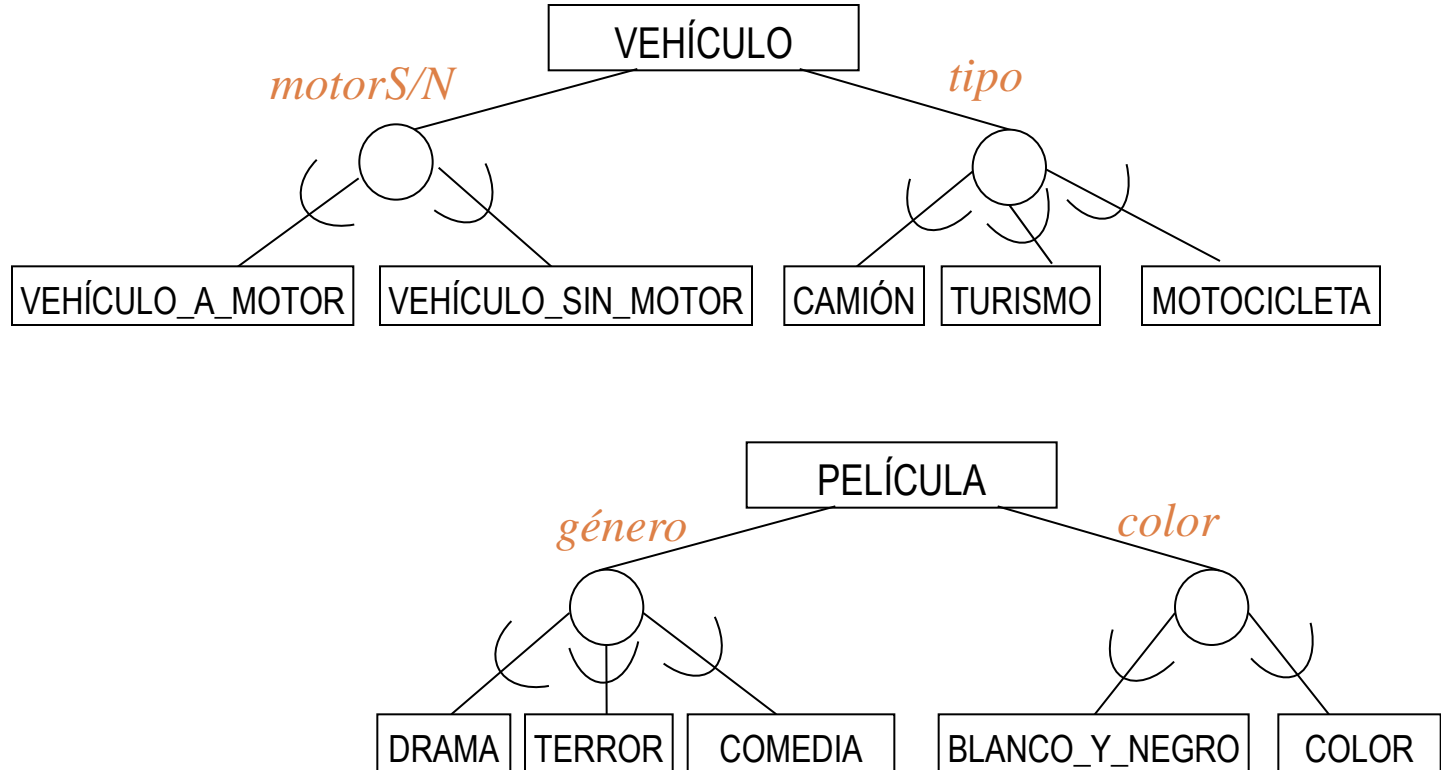 VEHÍCULO
motorS/N
tipo
VEHÍCULO_A_MOTOR
VEHÍCULO_SIN_MOTOR
CAMIÓN
TURISMO
MOTOCICLETA
PELÍCULA
género
color
DRAMA
TERROR
COMEDIA
BLANCO_Y_NEGRO
COLOR